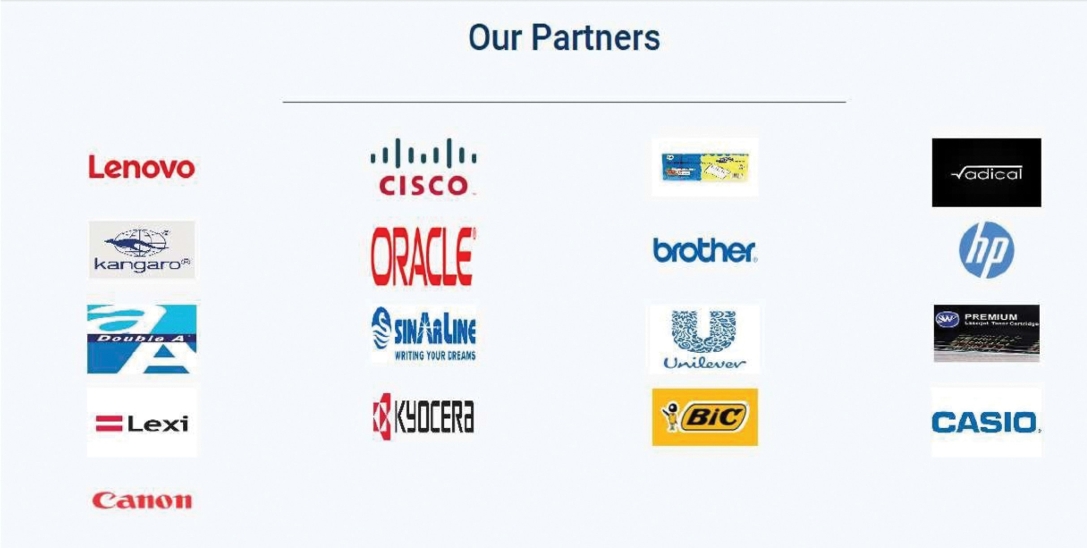 Our Partners
Lenovo
CISCO
√adical
kangaro®
ORACLE®
brother
hp
Double A
SINARLINE
WRITING YOUR DREAMS
Unilever
SW PREMIUM
Laserjet Toner Cartridge
Lexi
KYOCERA
BIC
CASIO
Canon